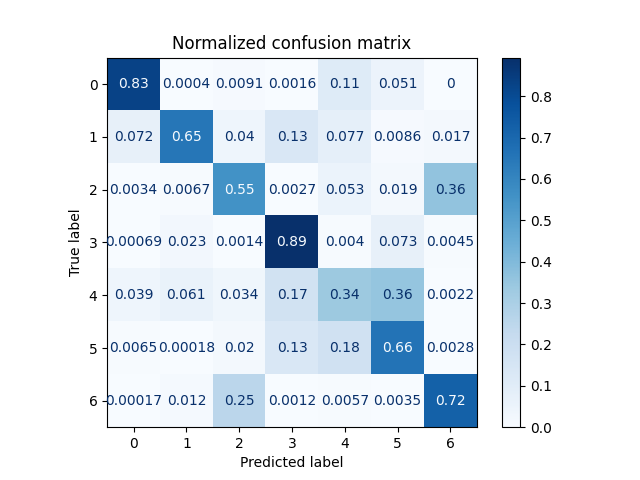 Normalized confusion matrix
True label
0 0.83 0.0004 0.0091 0.0016 0.11 0.051 0
1 0.072 0.65 0.04 0.13 0.077 0.0086 0.017
2 0.0034 0.0067 0.55 0.0027 0.053 0.019 0.36
3 0.00069 0.023 0.0014 0.89 0.004 0.073 0.0045
4 0.039 0.061 0.034 0.17 0.34 0.36 0.0022
5 0.0065 0.00018 0.02 0.13 0.18 0.66 0.0028
6 0.00017 0.012 0.25 0.0012 0.0057 0.0035 0.72
0 1 2 3 4 5 6
Predicted label
0.8
0.7
0.6
0.5
0.4
0.3
0.2
0.1
0.0